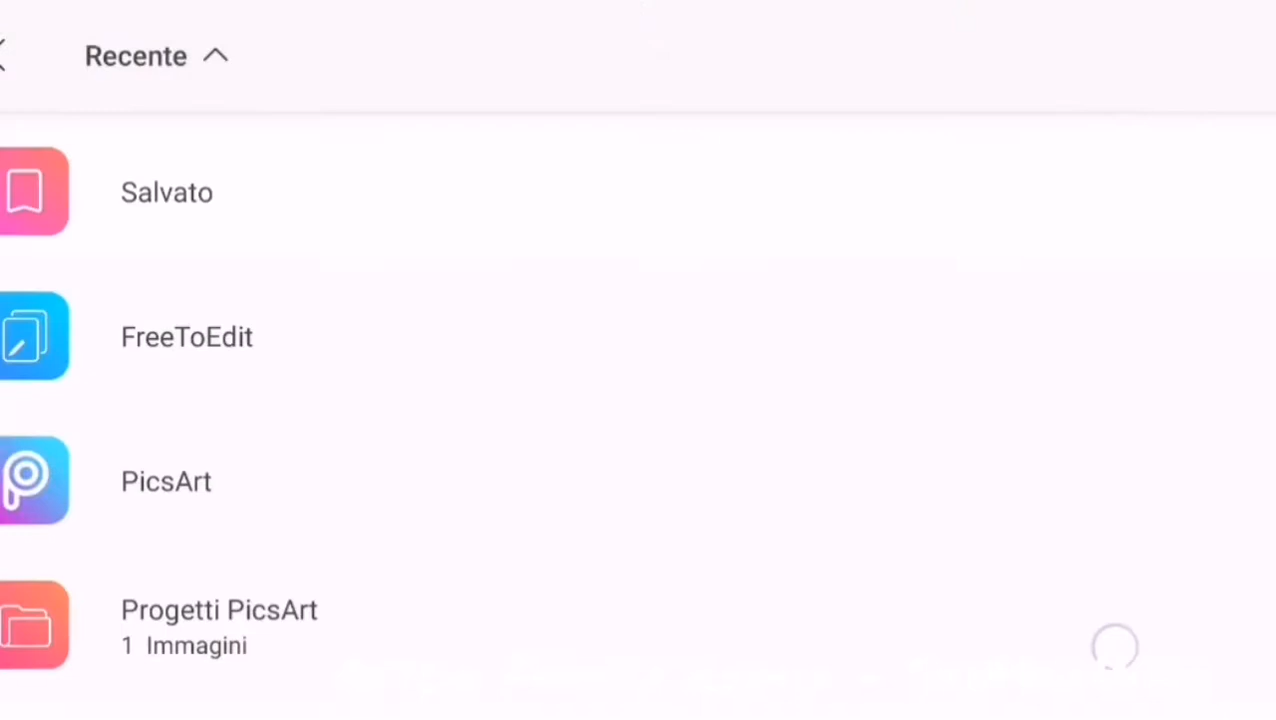 Recente
Salvato
FreeToEdit
PicsArt
Progetti PicsArt
1 Immagini